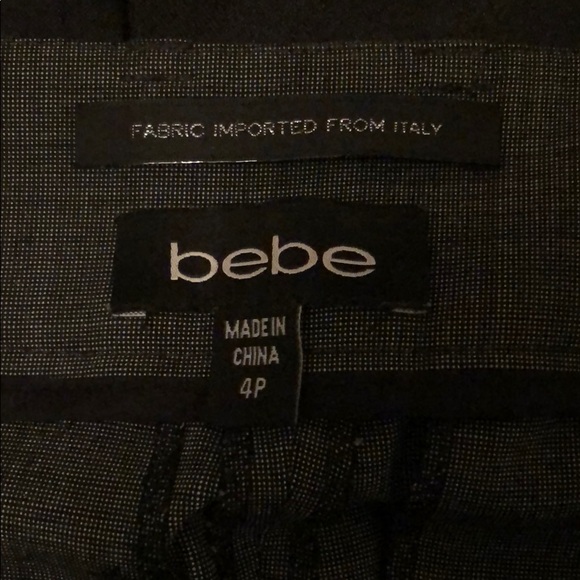 FABRIC IMPORTED FROM ITALY
bebe
MADE IN
CHINA
4P